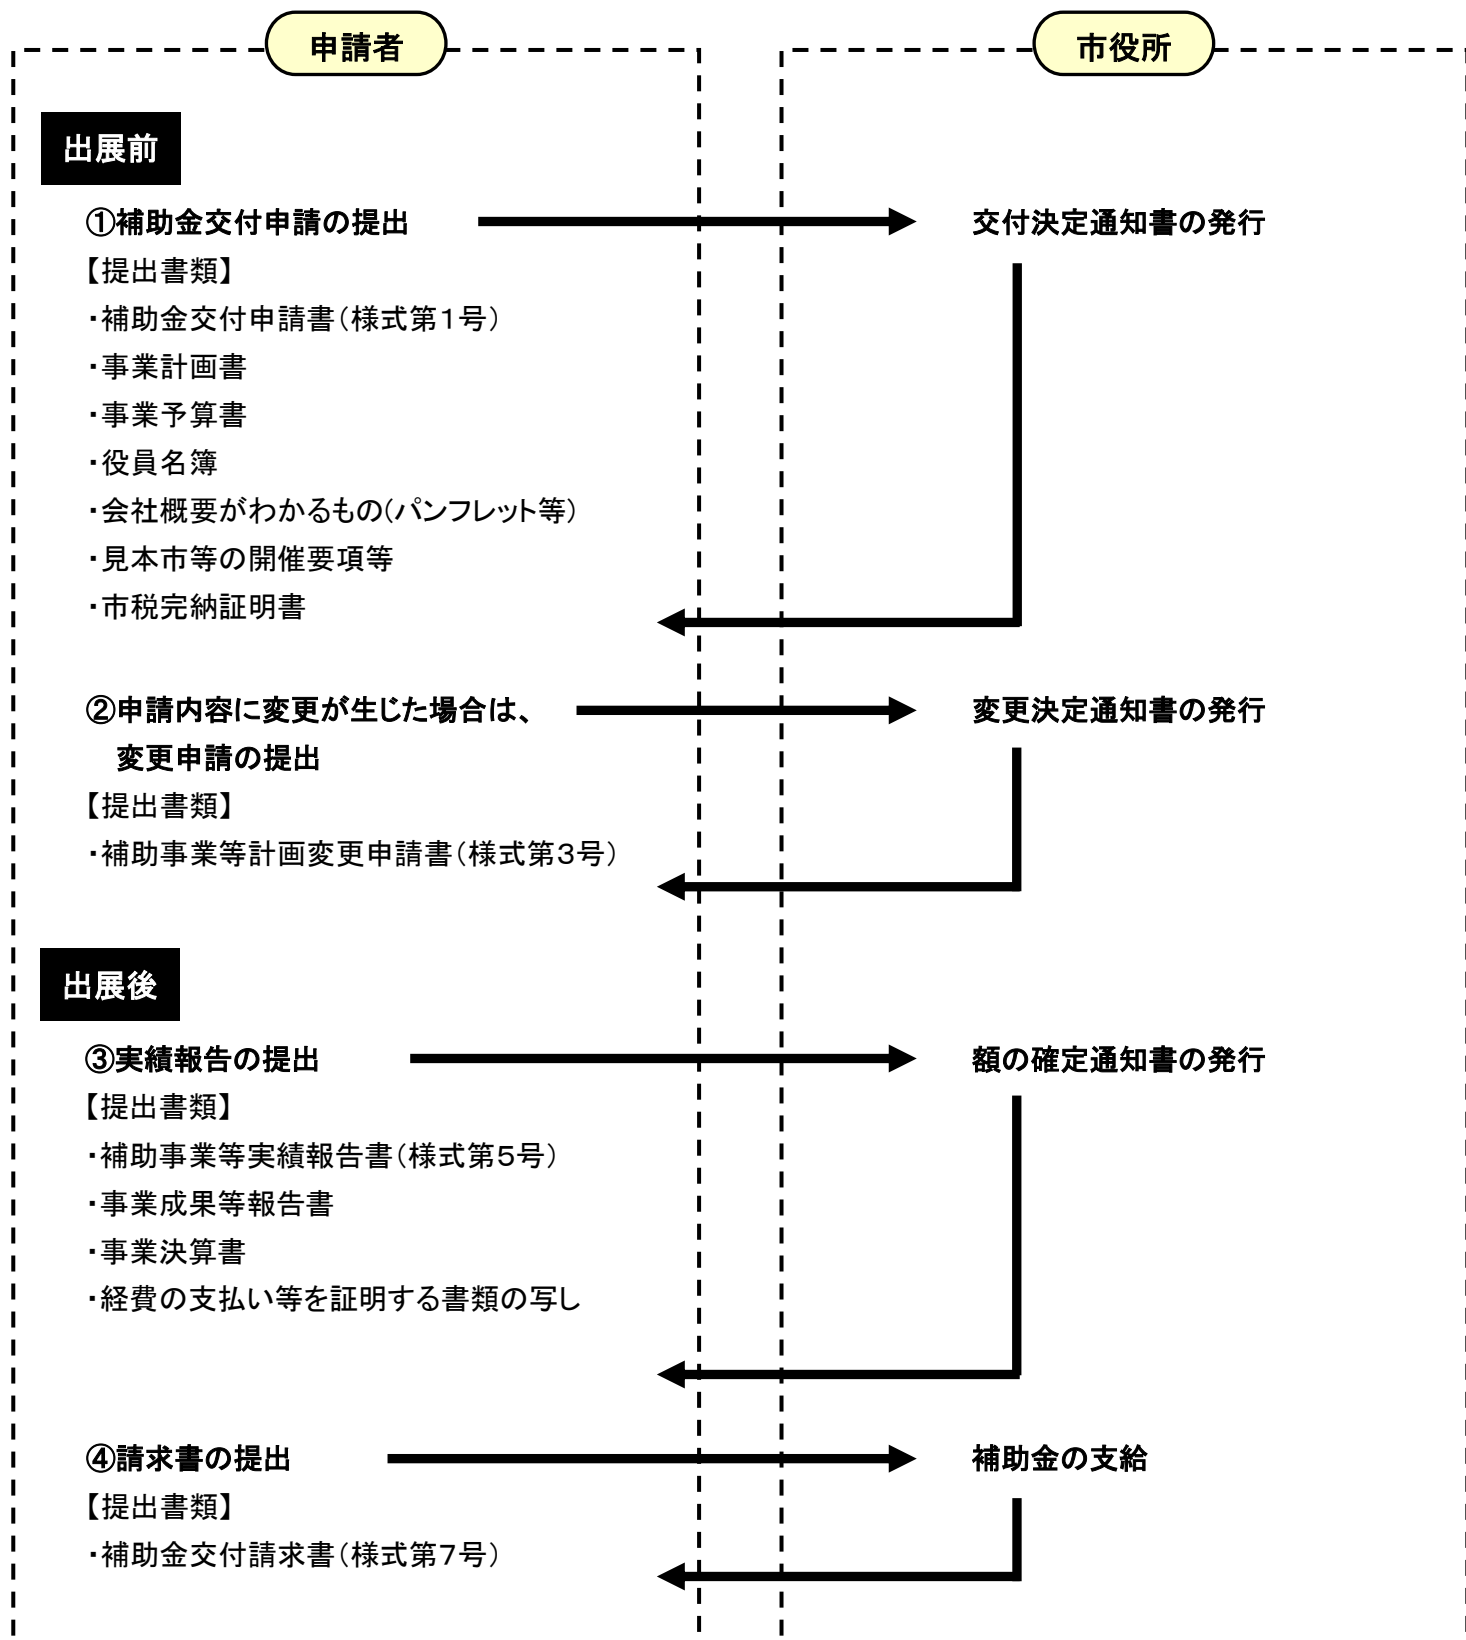 申請者
市役所
出展前
①補助金交付申請の提出
交付決定通知書の発行
【提出書類】
・補助金交付申請書（様式第１号）
・事業計画書
・事業予算書
・役員名簿
・会社概要がわかるもの（パンフレット等）
・見本市等の開催要項等
・市税完納証明書
②申請内容に変更が生じた場合は、
変更決定通知書の発行
変更申請の提出
【提出書類】
・補助事業等計画変更申請書（様式第３号）
出展後
③実績報告の提出
額の確定通知書の発行
【提出書類】
・補助事業等実績報告書（様式第５号）
・事業成果等報告書
・事業決算書
・経費の支払い等を証明する書類の写し
④請求書の提出
補助金の支給
【提出書類】
・補助金交付請求書（様式第７号）